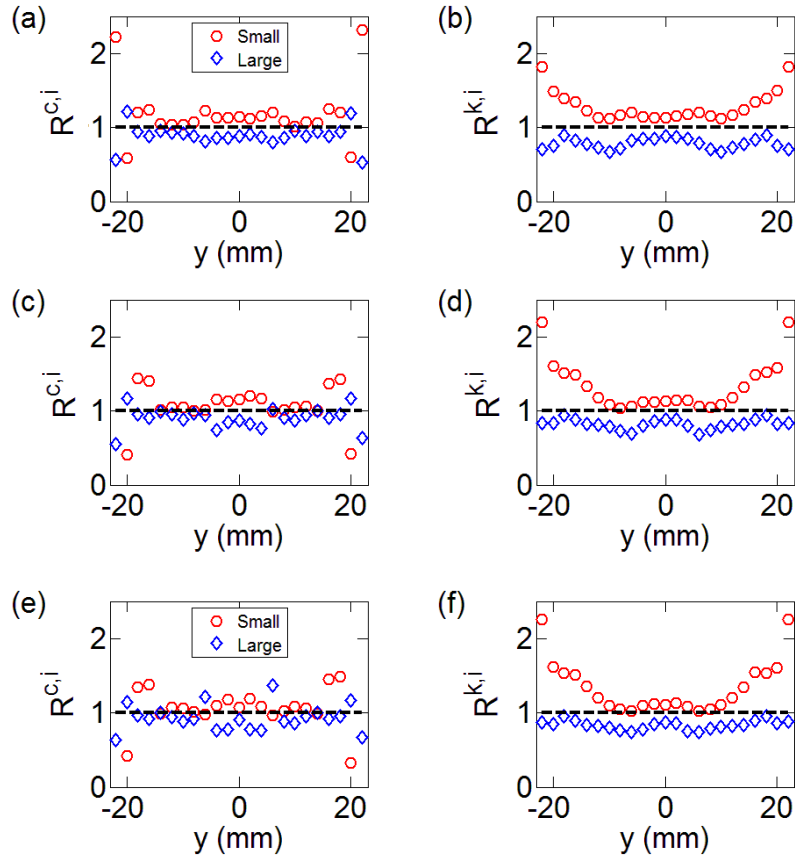 (a)
R^{c,i}
2
1
0
-20 0 20
y (mm)
Small
Large
(b)
R^{k,i}
2
1
0
-20 0 20
y (mm)
(c)
R^{c,i}
2
1
0
-20 0 20
y (mm)
(d)
R^{k,i}
2
1
0
-20 0 20
y (mm)
(e)
R^{c,i}
2
1
0
-20 0 20
y (mm)
Small
Large
(f)
R^{k,i}
2
1
0
-20 0 20
y (mm)